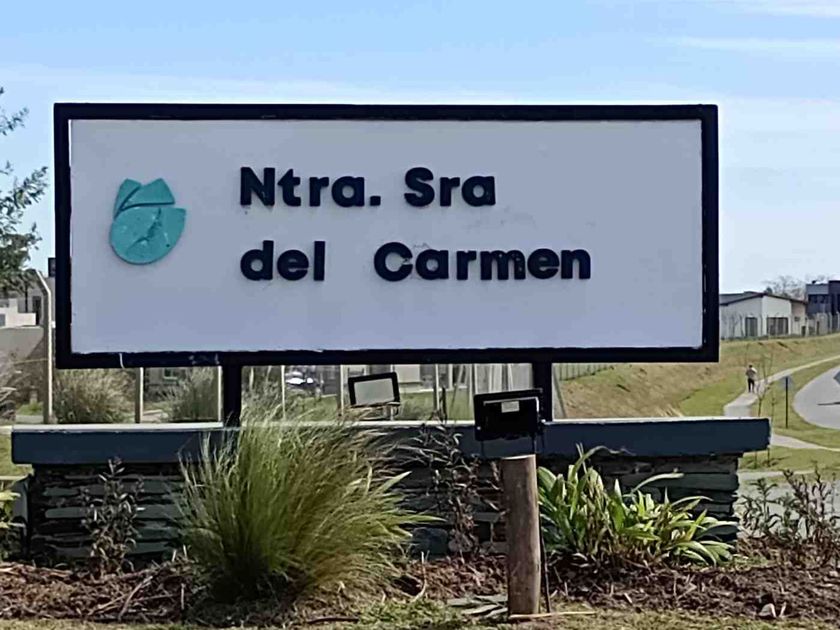 Ntra. Sra
del Carmen